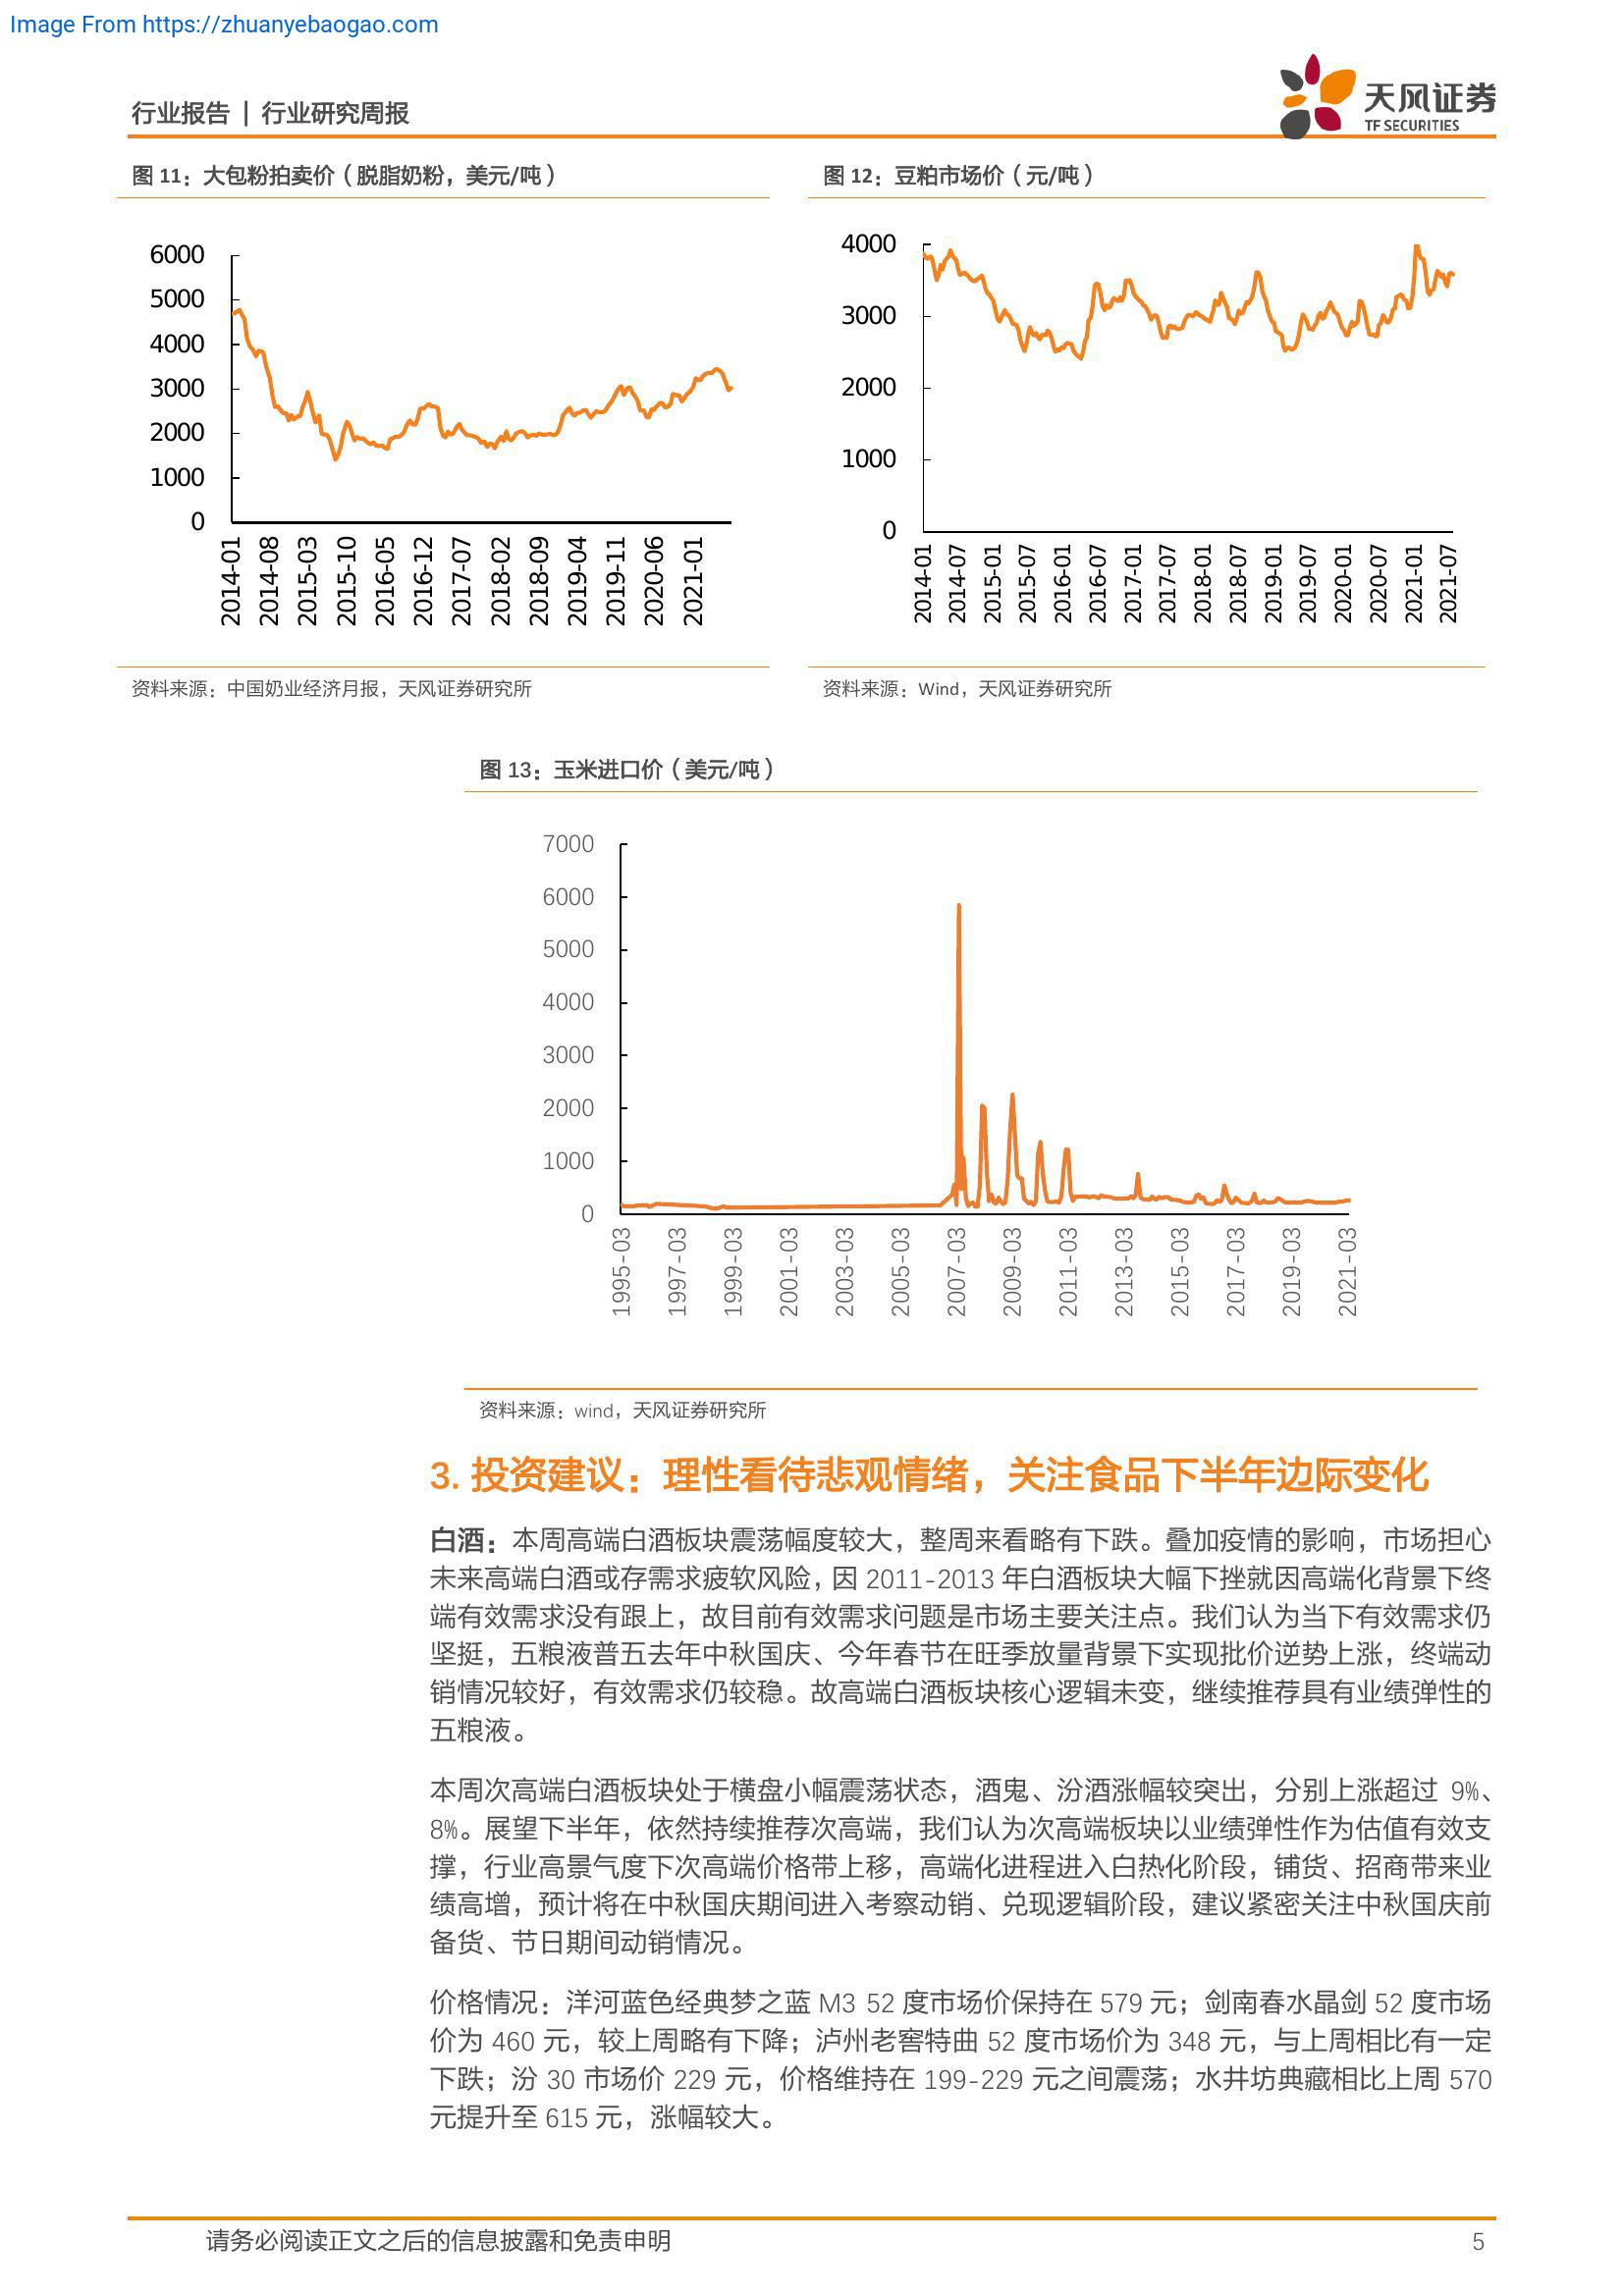 Image From https://zhuanyebaogao.com
行业报告 | 行业研究周报
天风证券
TF SECURITIES
图 11：大包粉拍卖价（脱脂奶粉，美元/吨）
6000
5000
4000
3000
2000
1000
0
2014-01
2014-08
2015-03
2015-10
2016-05
2016-12
2017-07
2018-02
2018-09
2019-04
2019-11
2020-06
2021-01
资料来源：中国奶业经济月报，天风证券研究所
图 12：豆粕市场价（元/吨）
4000
3000
2000
1000
0
2014-01
2014-07
2015-01
2015-07
2016-01
2016-07
2017-01
2017-07
2018-01
2018-07
2019-01
2019-07
2020-01
2020-07
2021-01
2021-07
资料来源：Wind，天风证券研究所
图 13：玉米进口价（美元/吨）
7000
6000
5000
4000
3000
2000
1000
0
1995-03
1997-03
1999-03
2001-03
2003-03
2005-03
2007-03
2009-03
2011-03
2013-03
2015-03
2017-03
2019-03
2021-03
资料来源：wind，天风证券研究所
3. 投资建议：理性看待悲观情绪，关注食品下半年边际变化
白酒：本周高端白酒板块震荡幅度较大，整周来看略有下跌。叠加疫情的影响，市场担心
未来高端白酒或存需求疲软风险，因 2011-2013 年白酒板块大幅下挫就因高端化背景下终
端有效需求没有跟上，故目前有效需求问题是市场主要关注点。我们认为当下有效需求仍
坚挺，五粮液普五去年中秋国庆、今年春节在旺季放量背景下实现批价逆势上涨，终端动
销情况较好，有效需求仍较稳。故高端白酒板块核心逻辑未变，继续推荐具有业绩弹性的
五粮液。
本周次高端白酒板块处于横盘小幅震荡状态，酒鬼、汾酒涨幅较突出，分别上涨超过 9%、
8%。展望下半年，依然持续推荐次高端，我们认为次高端板块以业绩弹性作为估值有效支
撑，行业高景气度下次高端价格带上移，高端化进程进入白热化阶段，铺货、招商带来业
绩高增，预计将在中秋国庆期间进入考察动销、兑现逻辑阶段，建议紧密关注中秋国庆前
备货、节日期间动销情况。
价格情况：洋河蓝色经典梦之蓝 M3 52 度市场价保持在 579 元；剑南春水晶剑 52 度市场
价为 460 元，较上周略有下降；泸州老窖特曲 52 度市场价为 348 元，与上周相比有一定
下跌；汾 30 市场价 229 元，价格维持在 199-229 元之间震荡；水井坊典藏相比上周 570
元提升至 615 元，涨幅较大。
请务必阅读正文之后的信息披露和免责申明
5